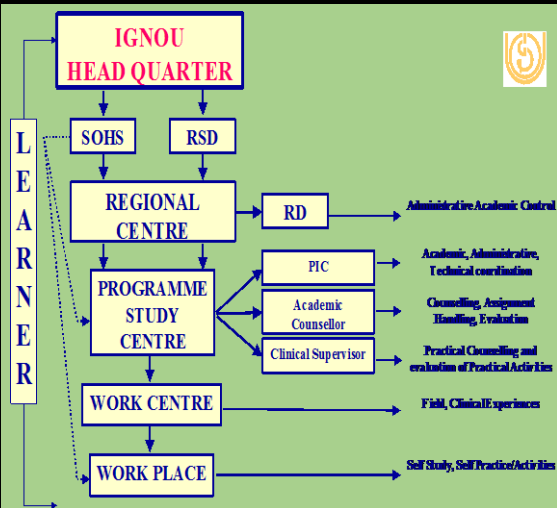 IGNOU
HEAD QUARTER
SOHS
RSD
L
E
A
R
N
E
R
REGIONAL
CENTRE
RD
Administrative Academic Control
PROGRAMME
STUDY
CENTRE
PIC
Academic, Administrative,
Technical coordination
Academic
Counsellor
Counselling, Assignment
Handling, Evaluation
Clinical Supervisor
Practical Counselling and
evaluation of Practical Activities
WORK CENTRE
Field, Clinical Experiences
WORK PLACE
Self Study, Self Practice/Activities